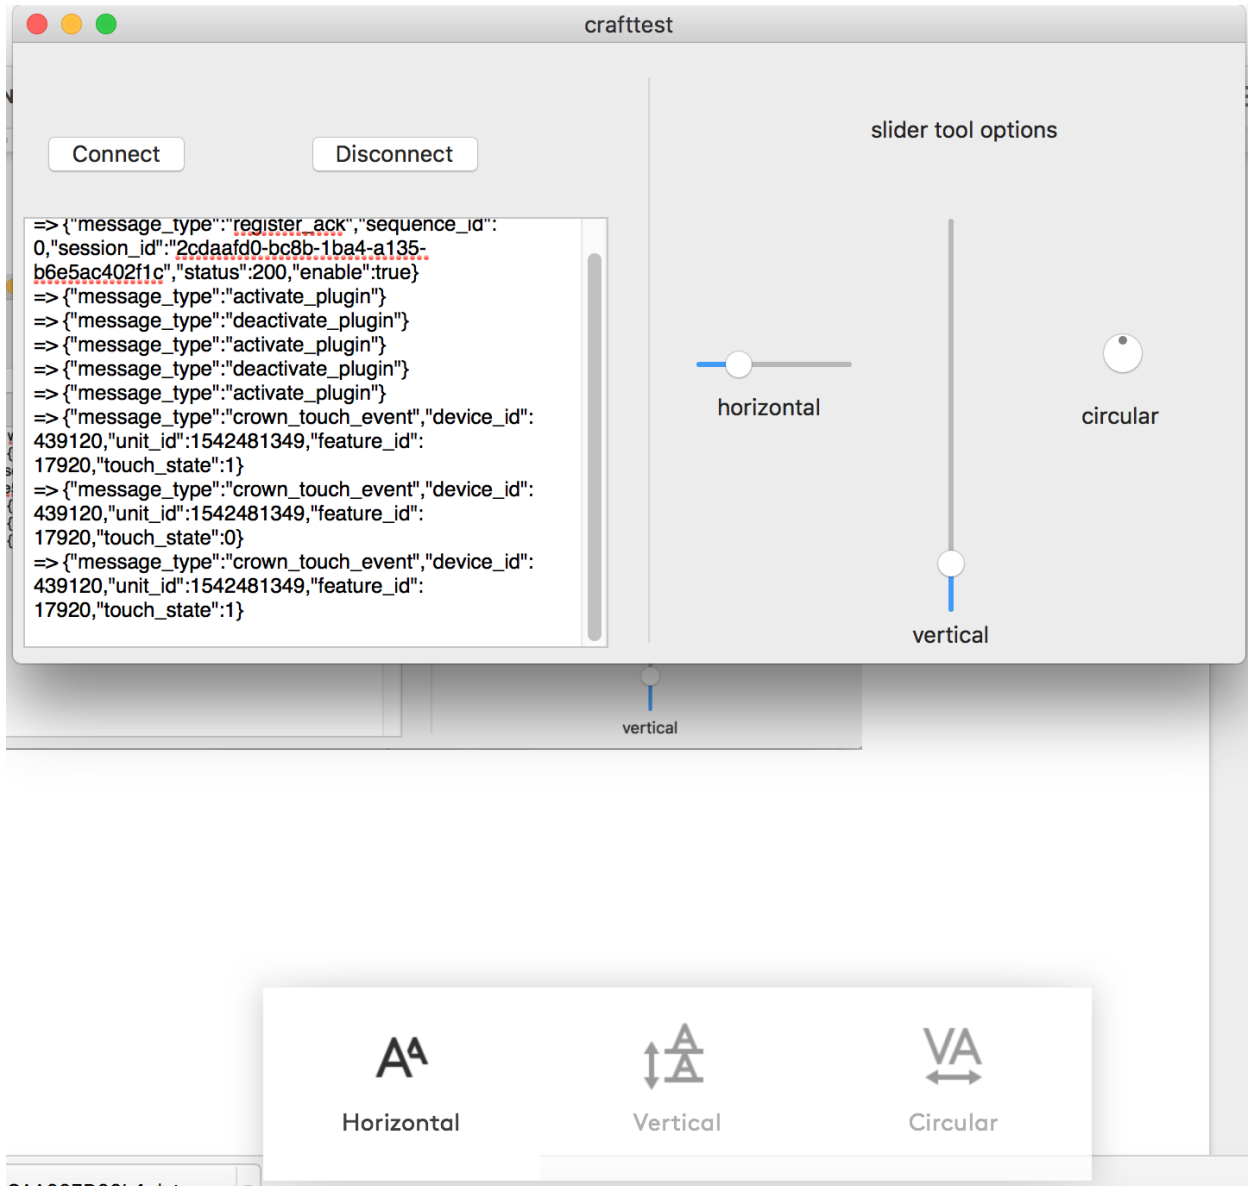 crafttest
Connect
Disconnect
slider tool options
=> {"message_type":"register_ack","sequence_id":
0,"session_id":"2cdaafd0-bc8b-1ba4-a135-
b6e5ac402f1c","status":200,"enable":true}
=> {"message_type":"activate_plugin"}
=> {"message_type":"deactivate_plugin"}
=> {"message_type":"activate_plugin"}
=> {"message_type":"deactivate_plugin"}
=> {"message_type":"activate_plugin"}
=> {"message_type":"crown_touch_event","device_id":
439120,"unit_id":1542481349,"feature_id":
17920,"touch_state":1}
=> {"message_type":"crown_touch_event","device_id":
439120,"unit_id":1542481349,"feature_id":
17920,"touch_state":0}
=> {"message_type":"crown_touch_event","device_id":
439120,"unit_id":1542481349,"feature_id":
17920,"touch_state":1}
horizontal
circular
vertical
vertical
AA
A
A
VA
Horizontal
Vertical
Circular